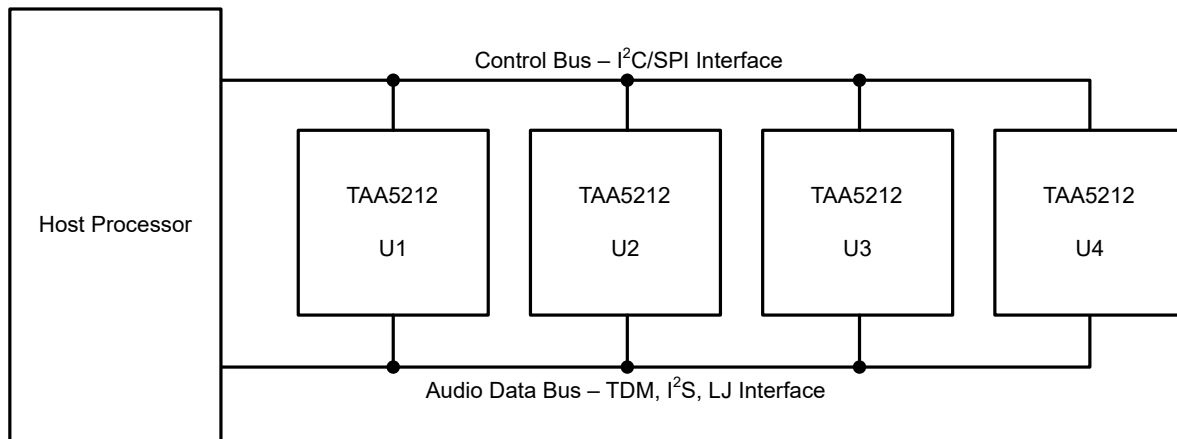 Control Bus – I²C/SPI Interface
Host Processor
TAA5212
U1
TAA5212
U2
TAA5212
U3
TAA5212
U4
Audio Data Bus – TDM, I²S, LJ Interface